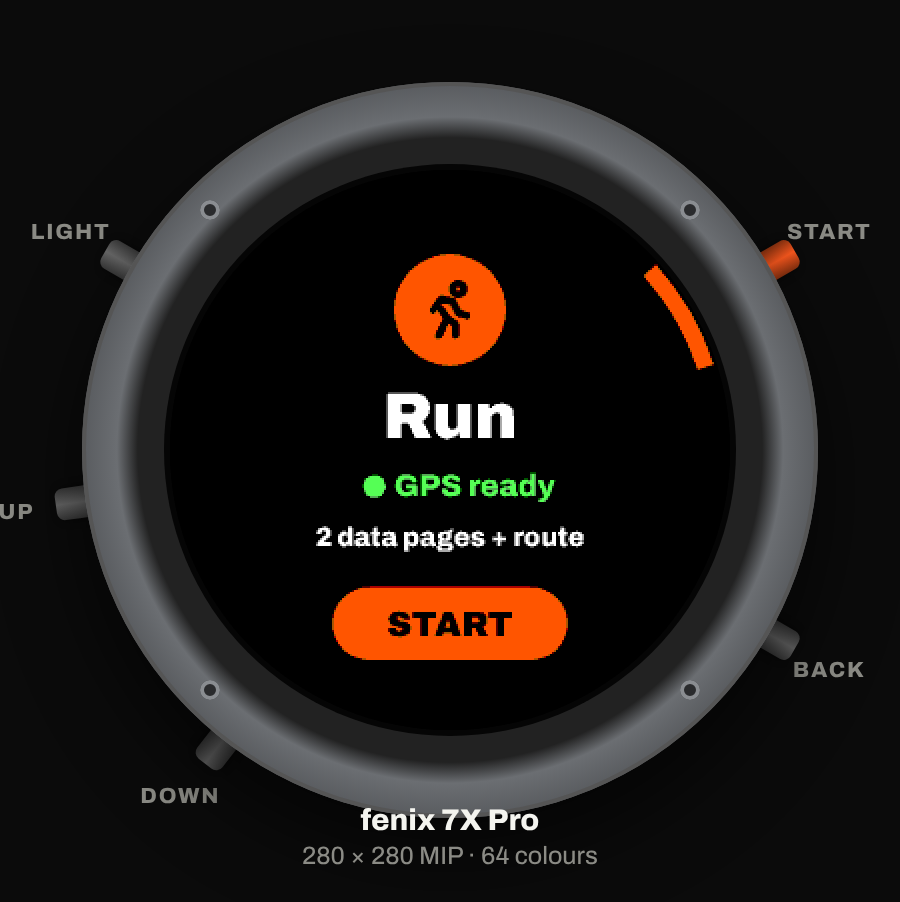 LIGHT
START
Run
GPS ready
UP
2 data pages + route
START
BACK
DOWN
fenix 7X Pro
280 × 280 MIP · 64 colours